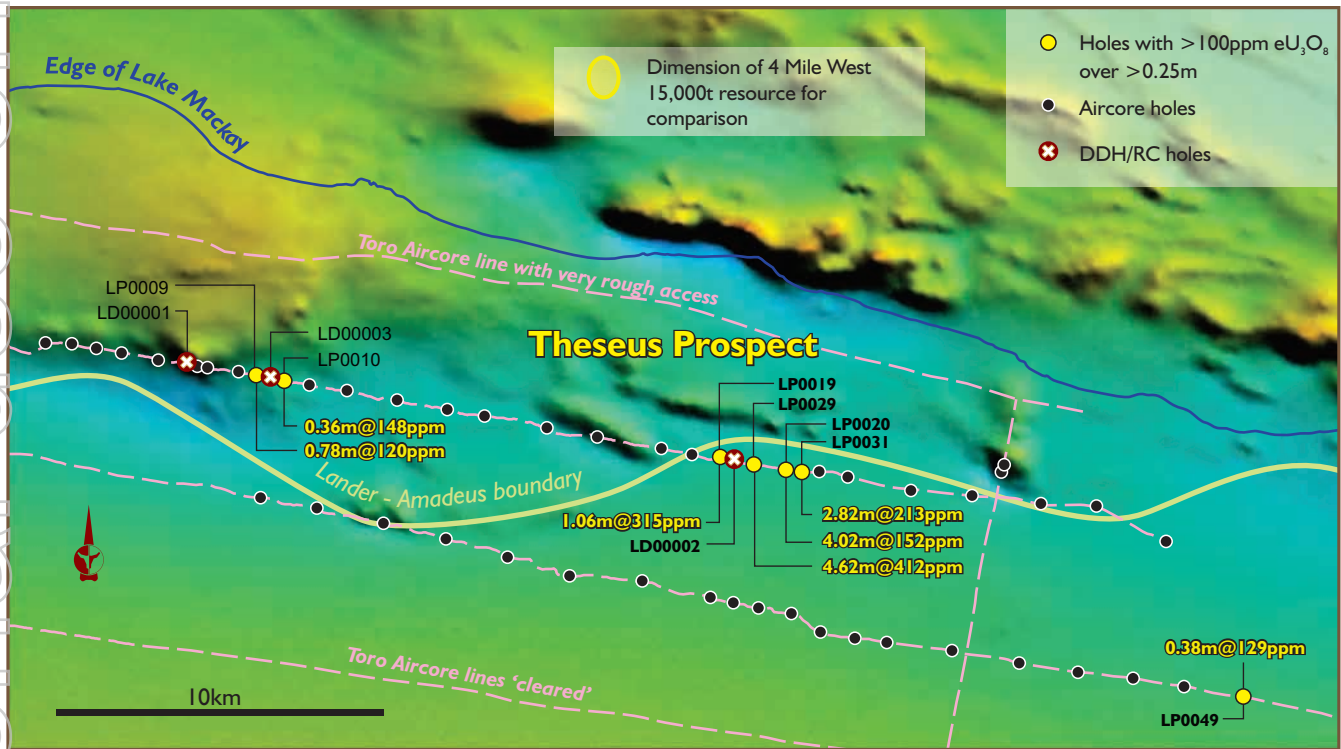 Edge of Lake Mackay
Dimension of 4 Mile West
15,000t resource for
comparison
Holes with >100ppm eU₃O₈
over >0.25m
Aircore holes
DDH/RC holes
Toro Aircore line with very rough access
LP0009
LD00001
LD00003
LP0010
Theseus Prospect
LP0019
LP0029
LP0020
LP0031
0.36m@148ppm
0.78m@120ppm
Lander - Amadeus boundary
1.06m@315ppm
LD00002
2.82m@213ppm
4.02m@152ppm
4.62m@412ppm
Toro Aircore lines ‘cleared’
0.38m@129ppm
LP0049
10km